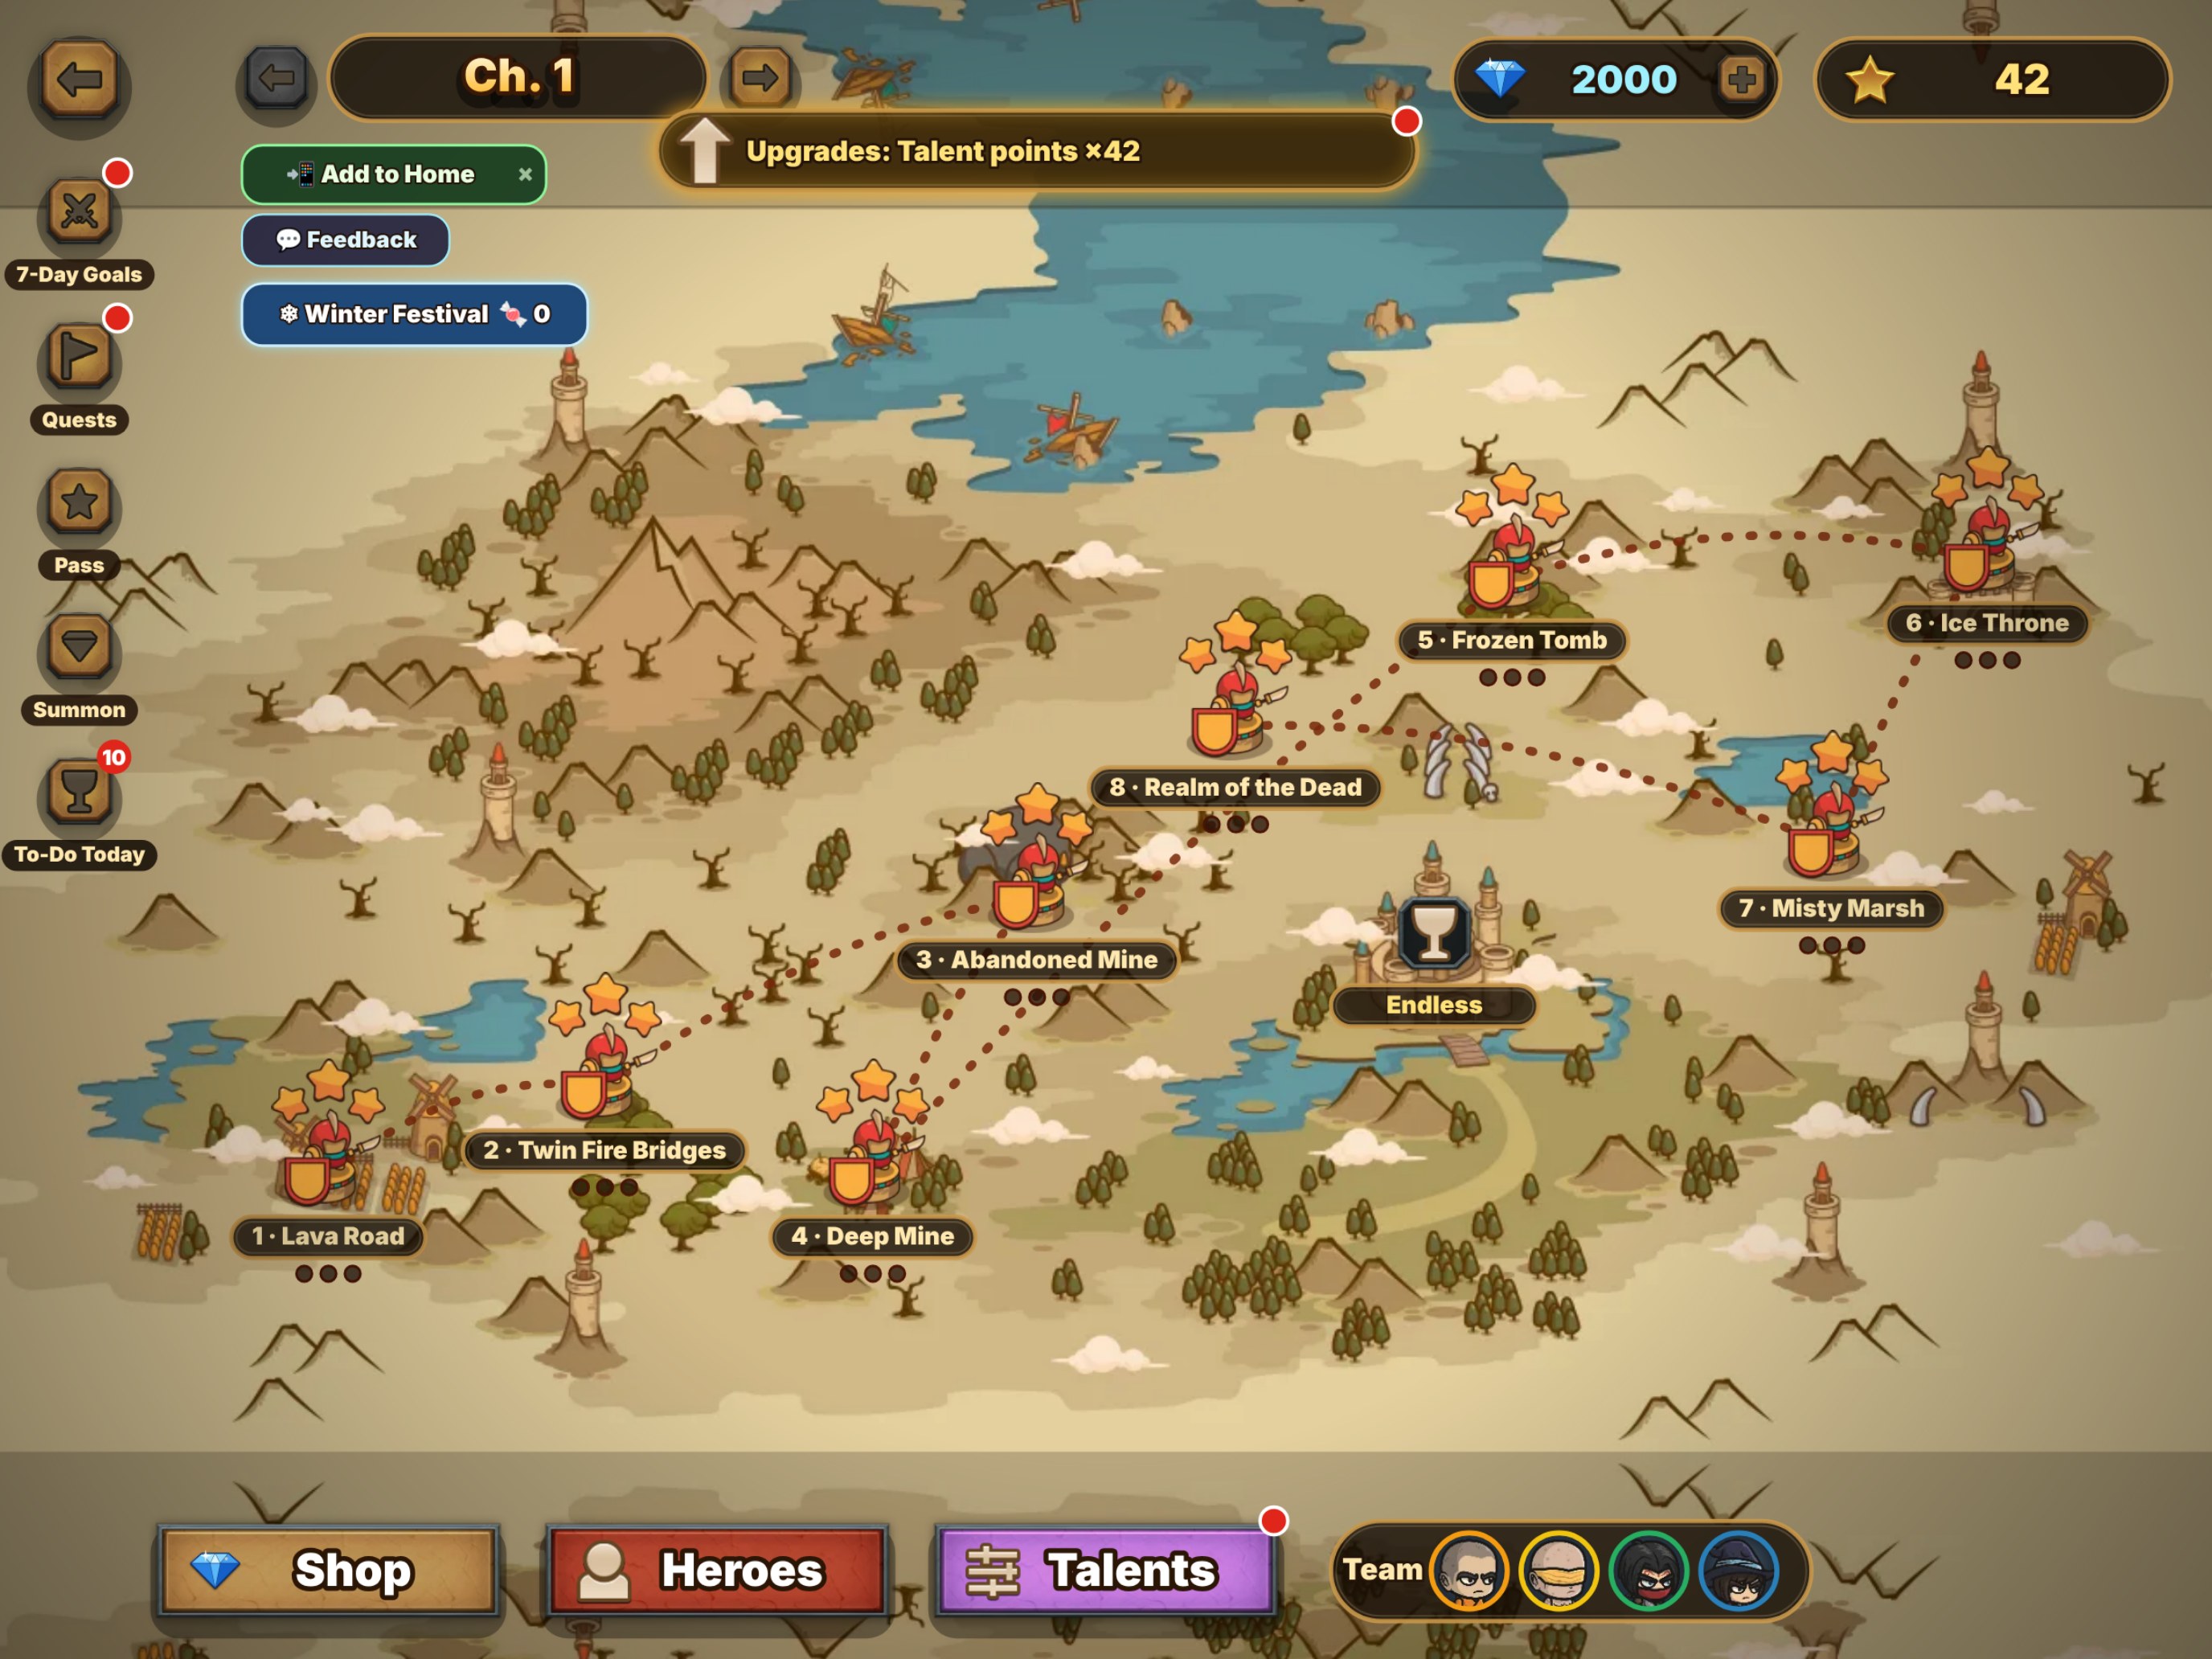 Ch. 1
2000
42
Upgrades: Talent points ×42
Add to Home ×
Feedback
Winter Festival 0
7-Day Goals
Quests
Pass
Summon
10
To-Do Today
5 · Frozen Tomb
6 · Ice Throne
8 · Realm of the Dead
7 · Misty Marsh
3 · Abandoned Mine
Endless
2 · Twin Fire Bridges
1 · Lava Road
4 · Deep Mine
Shop
Heroes
Talents
Team